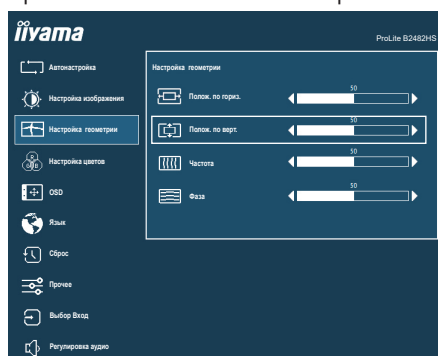 iiyama
ProLite B2482HS
Автонастройка
Настройка изображения
Настройка геометрии
Настройка цветов
OSD
Язык
Сброс
Прочее
Выбор Вход
Регулировка аудио
Настройка геометрии
Полож. по гориз.
50
Полож. по верт.
50
Частота
50
Фаза
50